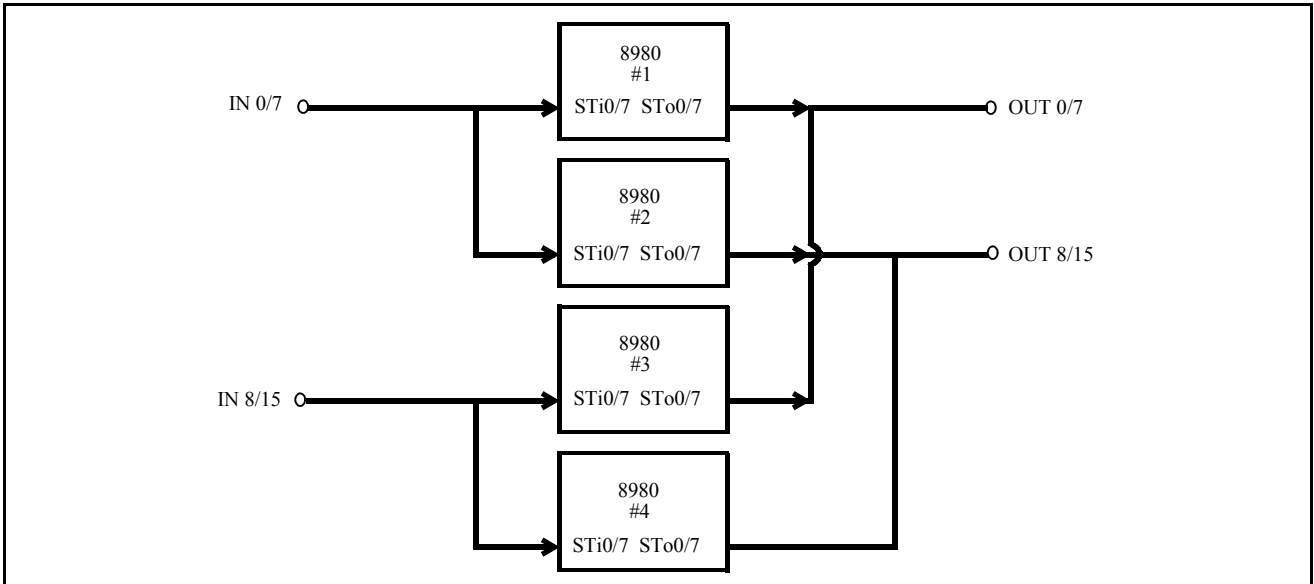 8980
#1
IN 0/7
STi0/7 STo0/7
OUT 0/7
8980
#2
STi0/7 STo0/7
OUT 8/15
8980
#3
IN 8/15
STi0/7 STo0/7
8980
#4
STi0/7 STo0/7